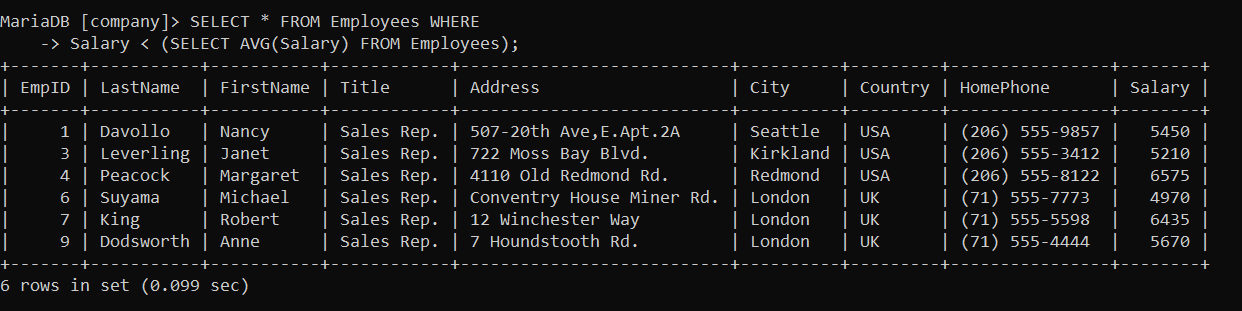 MariaDB [company]> SELECT * FROM Employees WHERE
    -> Salary < (SELECT AVG(Salary) FROM Employees);
+-------+-----------+-----------+------------+---------------------------+----------+---------+----------------+--------+
| EmpID | LastName  | FirstName | Title      | Address                   | City     | Country | HomePhone      | Salary |
+-------+-----------+-----------+------------+---------------------------+----------+---------+----------------+--------+
|     1 | Davollo   | Nancy     | Sales Rep. | 507-20th Ave,E.Apt.2A     | Seattle  | USA     | (206) 555-9857 |   5450 |
|     3 | Leverling | Janet     | Sales Rep. | 722 Moss Bay Blvd.        | Kirkland | USA     | (206) 555-3412 |   5210 |
|     4 | Peacock   | Margaret  | Sales Rep. | 4110 Old Redmond Rd.      | Redmond  | USA     | (206) 555-8122 |   6575 |
|     6 | Suyama    | Michael   | Sales Rep. | Conventry House Miner Rd. | London   | UK      | (71) 555-7773  |   4970 |
|     7 | King      | Robert    | Sales Rep. | 12 Winchester Way         | London   | UK      | (71) 555-5598  |   6435 |
|     9 | Dodsworth | Anne      | Sales Rep. | 7 Houndstooth Rd.         | London   | UK      | (71) 555-4444  |   5670 |
+-------+-----------+-----------+------------+---------------------------+----------+---------+----------------+--------+
6 rows in set (0.099 sec)